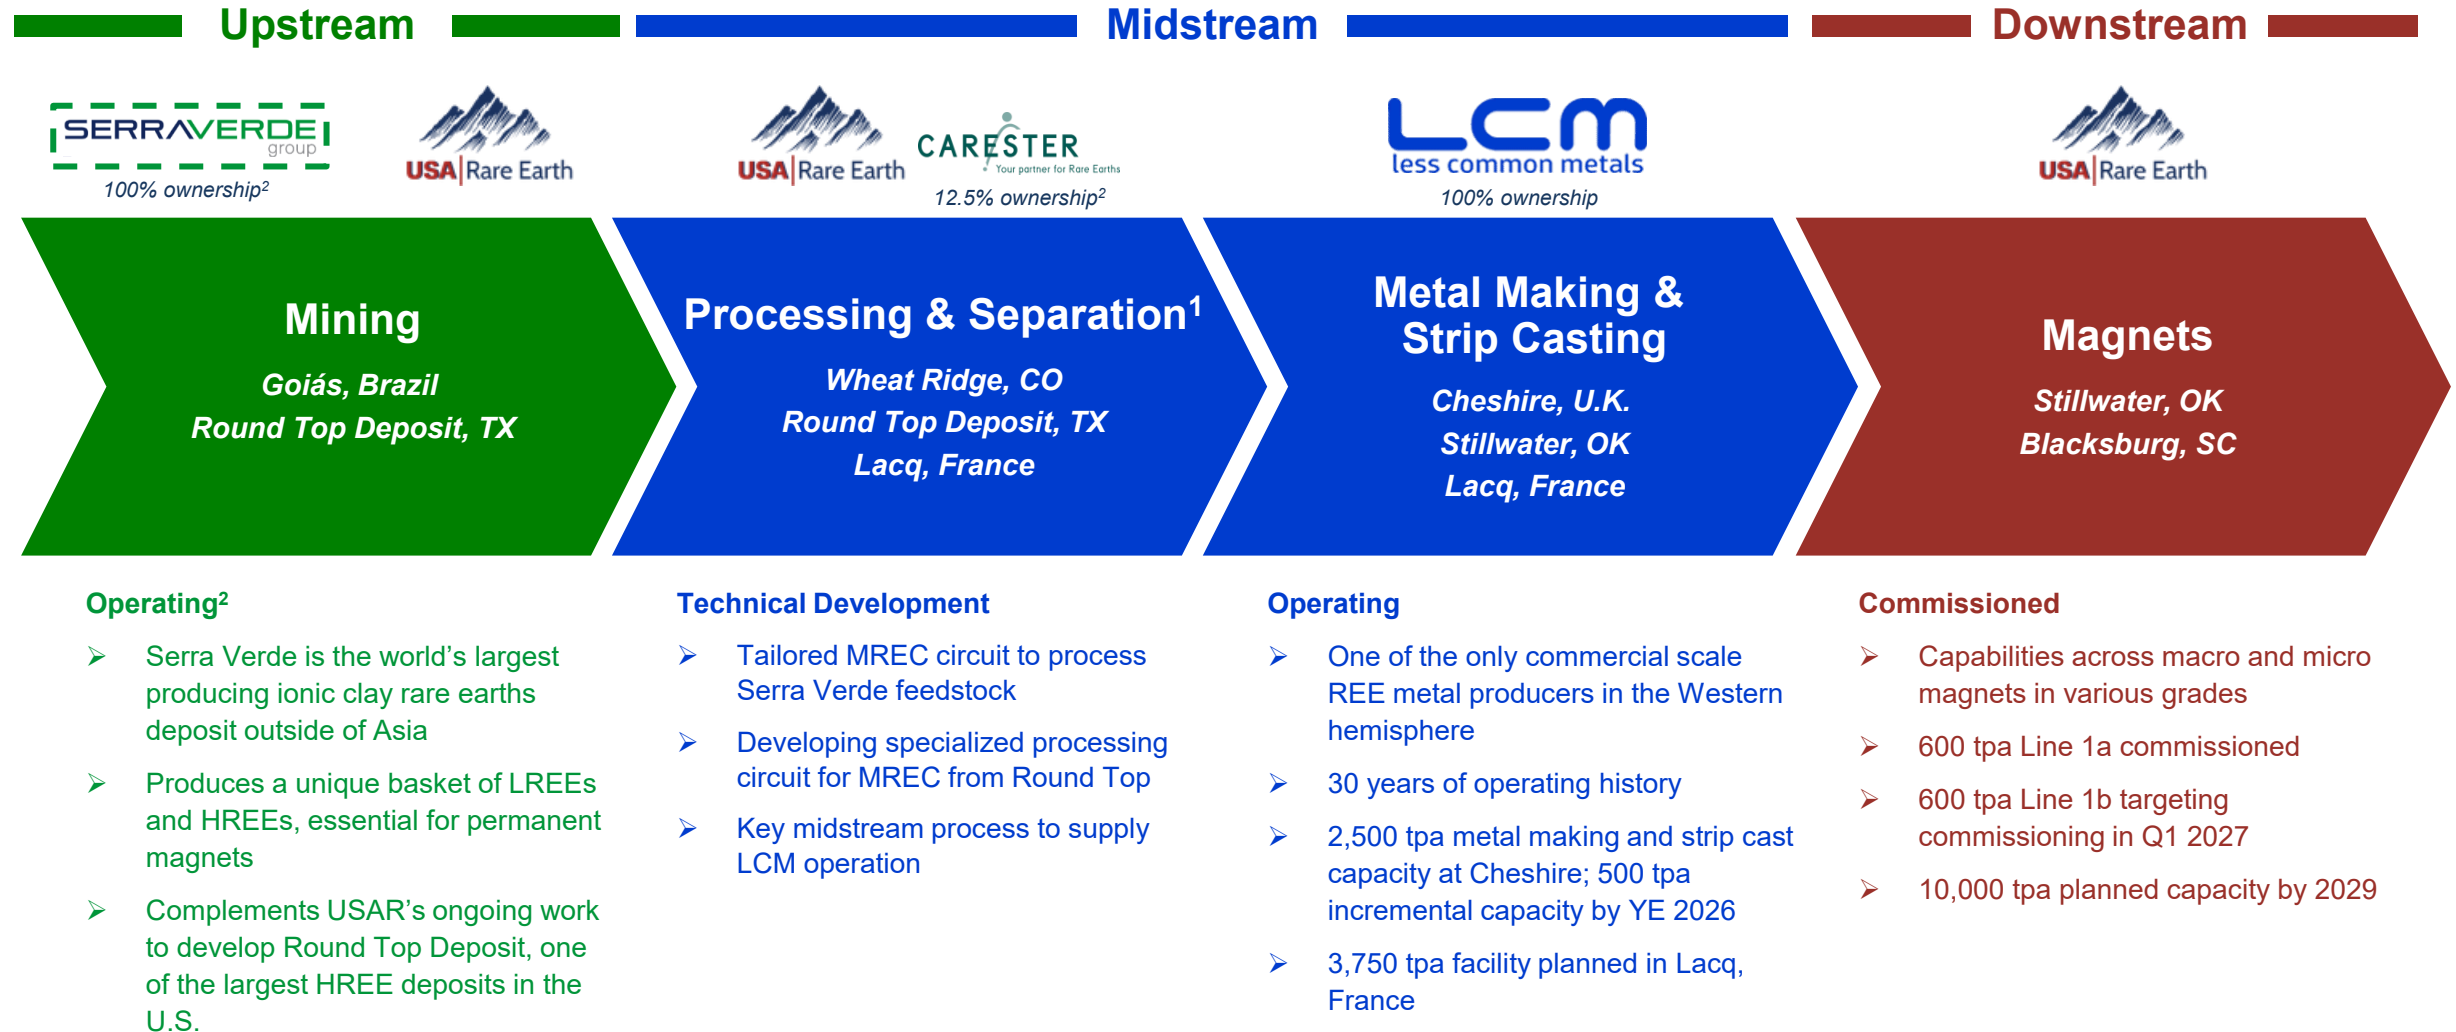 Upstream
Midstream
Downstream
SERRAVERDE
group
100% ownership²
USA|Rare Earth
USA|Rare Earth
CARESTER
Your partner for Rare Earths
12.5% ownership²
LCM
less common metals
100% ownership
USA|Rare Earth
Mining
Goiás, Brazil
Round Top Deposit, TX
Processing & Separation¹
Wheat Ridge, CO
Round Top Deposit, TX
Lacq, France
Metal Making &
Strip Casting
Cheshire, U.K.
Stillwater, OK
Lacq, France
Magnets
Stillwater, OK
Blacksburg, SC
Operating²
➢ Serra Verde is the world’s largest
producing ionic clay rare earths
deposit outside of Asia
➢ Produces a unique basket of LREEs
and HREEs, essential for permanent
magnets
➢ Complements USAR’s ongoing work
to develop Round Top Deposit, one
of the largest HREE deposits in the
U.S.
Technical Development
➢ Tailored MREC circuit to process
Serra Verde feedstock
➢ Developing specialized processing
circuit for MREC from Round Top
➢ Key midstream process to supply
LCM operation
Operating
➢ One of the only commercial scale
REE metal producers in the Western
hemisphere
➢ 30 years of operating history
➢ 2,500 tpa metal making and strip cast
capacity at Cheshire; 500 tpa
incremental capacity by YE 2026
➢ 3,750 tpa facility planned in Lacq,
France
Commissioned
➢ Capabilities across macro and micro
magnets in various grades
➢ 600 tpa Line 1a commissioned
➢ 600 tpa Line 1b targeting
commissioning in Q1 2027
➢ 10,000 tpa planned capacity by 2029